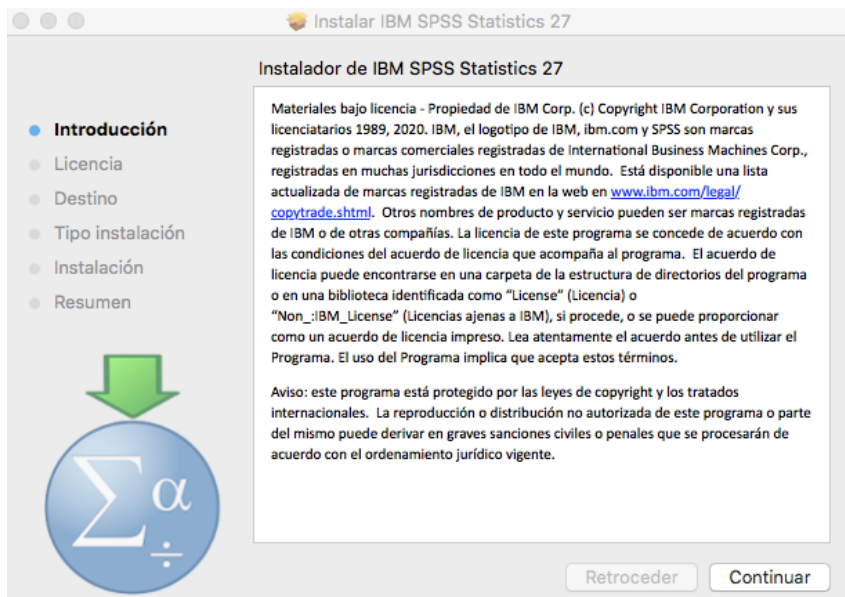 Instalar IBM SPSS Statistics 27
Instalador de IBM SPSS Statistics 27
Introducción
Licencia
Destino
Tipo instalación
Instalación
Resumen
Materiales bajo licencia - Propiedad de IBM Corp. (c) Copyright IBM Corporation y sus
licenciatarios 1989, 2020. IBM, el logotipo de IBM, ibm.com y SPSS son marcas
registradas o marcas comerciales registradas de International Business Machines Corp.,
registradas en muchas jurisdicciones en todo el mundo.  Está disponible una lista
actualizada de marcas registradas de IBM en la web en www.ibm.com/legal/
copytrade.shtml.  Otros nombres de producto y servicio pueden ser marcas registradas
de IBM o de otras compañías. La licencia de este programa se concede de acuerdo con
las condiciones del acuerdo de licencia que acompaña al programa.  El acuerdo de
licencia puede encontrarse en una carpeta de la estructura de directorios del programa
o en una biblioteca identificada como “License” (Licencia) o
“Non_:IBM_License” (Licencias ajenas a IBM), si procede, o se puede proporcionar
como un acuerdo de licencia impreso. Lea atentamente el acuerdo antes de utilizar el
Programa. El uso del Programa implica que acepta estos términos.
Aviso: este programa está protegido por las leyes de copyright y los tratados
internacionales.  La reproducción o distribución no autorizada de este programa o parte
del mismo puede derivar en graves sanciones civiles o penales que se procesarán de
acuerdo con el ordenamiento jurídico vigente.
Σα
÷
Retroceder
Continuar